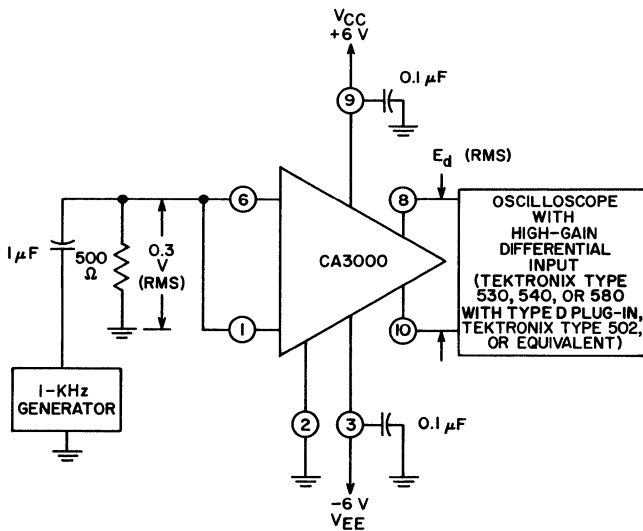 VCC
+6 V
0.1 µF
9
Ed (RMS)
6
8
1 µF
500
Ω
0.3
V
(RMS)
CA3000
OSCILLOSCOPE
WITH
HIGH-GAIN
DIFFERENTIAL
INPUT
(TEKTRONIX TYPE
530, 540, OR 580
WITH TYPE D PLUG-IN,
TEKTRONIX TYPE 502,
OR EQUIVALENT)
1
10
1-KHz
GENERATOR
2
3
0.1 µF
-6 V
VEE